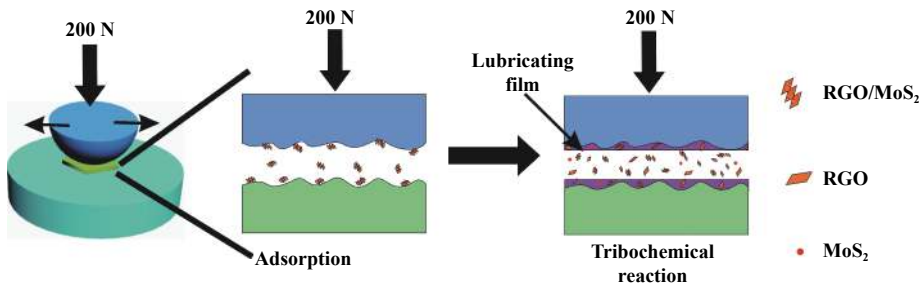 200 N
200 N
200 N
Lubricating
film
RGO/MoS₂
RGO
MoS₂
Adsorption
Tribochemical
reaction